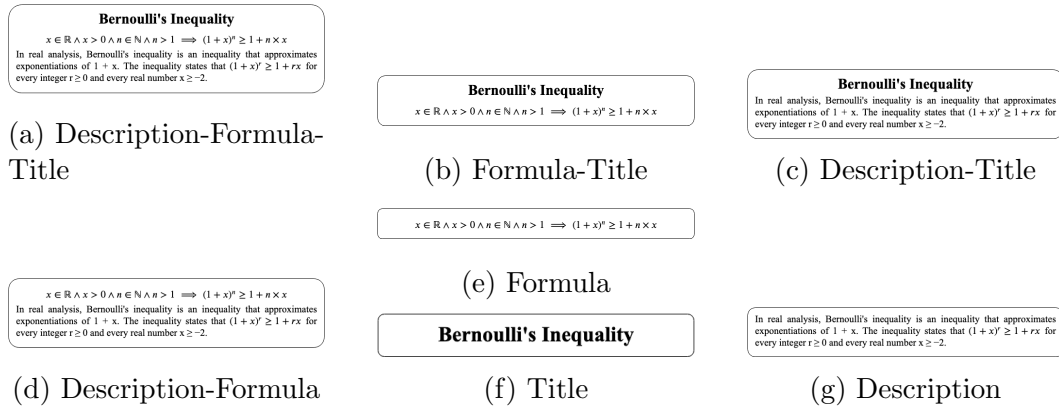 Bernoulli's Inequality
x ∈ ℝ ∧ x > 0 ∧ n ∈ ℕ ∧ n > 1 ⟹ (1 + x)ⁿ ≥ 1 + n × x
In real analysis, Bernoulli's inequality is an inequality that approximates
exponentiations of 1 + x. The inequality states that (1 + x)ʳ ≥ 1 + rx for
every integer r ≥ 0 and every real number x ≥ −2.
(a) Description-Formula-
Title
Bernoulli's Inequality
x ∈ ℝ ∧ x > 0 ∧ n ∈ ℕ ∧ n > 1 ⟹ (1 + x)ⁿ ≥ 1 + n × x
(b) Formula-Title
Bernoulli's Inequality
In real analysis, Bernoulli's inequality is an inequality that approximates
exponentiations of 1 + x. The inequality states that (1 + x)ʳ ≥ 1 + rx for
every integer r ≥ 0 and every real number x ≥ −2.
(c) Description-Title
x ∈ ℝ ∧ x > 0 ∧ n ∈ ℕ ∧ n > 1 ⟹ (1 + x)ⁿ ≥ 1 + n × x
In real analysis, Bernoulli's inequality is an inequality that approximates
exponentiations of 1 + x. The inequality states that (1 + x)ʳ ≥ 1 + rx for
every integer r ≥ 0 and every real number x ≥ −2.
(d) Description-Formula
x ∈ ℝ ∧ x > 0 ∧ n ∈ ℕ ∧ n > 1 ⟹ (1 + x)ⁿ ≥ 1 + n × x
(e) Formula
Bernoulli's Inequality
(f) Title
In real analysis, Bernoulli's inequality is an inequality that approximates
exponentiations of 1 + x. The inequality states that (1 + x)ʳ ≥ 1 + rx for
every integer r ≥ 0 and every real number x ≥ −2.
(g) Description